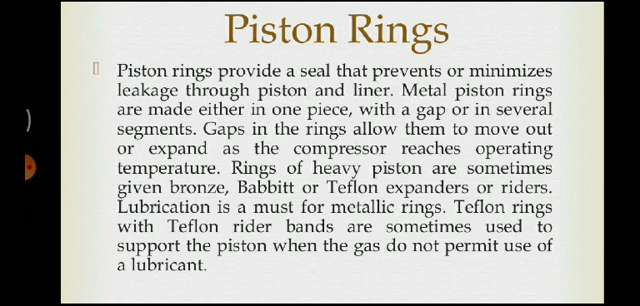 Piston Rings
Piston rings provide a seal that prevents or minimizes
leakage through piston and liner. Metal piston rings
are made either in one piece, with a gap or in several
segments. Gaps in the rings allow them to move out
or expand as the compressor reaches operating
temperature. Rings of heavy piston are sometimes
given bronze, Babbitt or Teflon expanders or riders.
Lubrication is a must for metallic rings. Teflon rings
with Teflon rider bands are sometimes used to
support the piston when the gas do not permit use of
a lubricant.